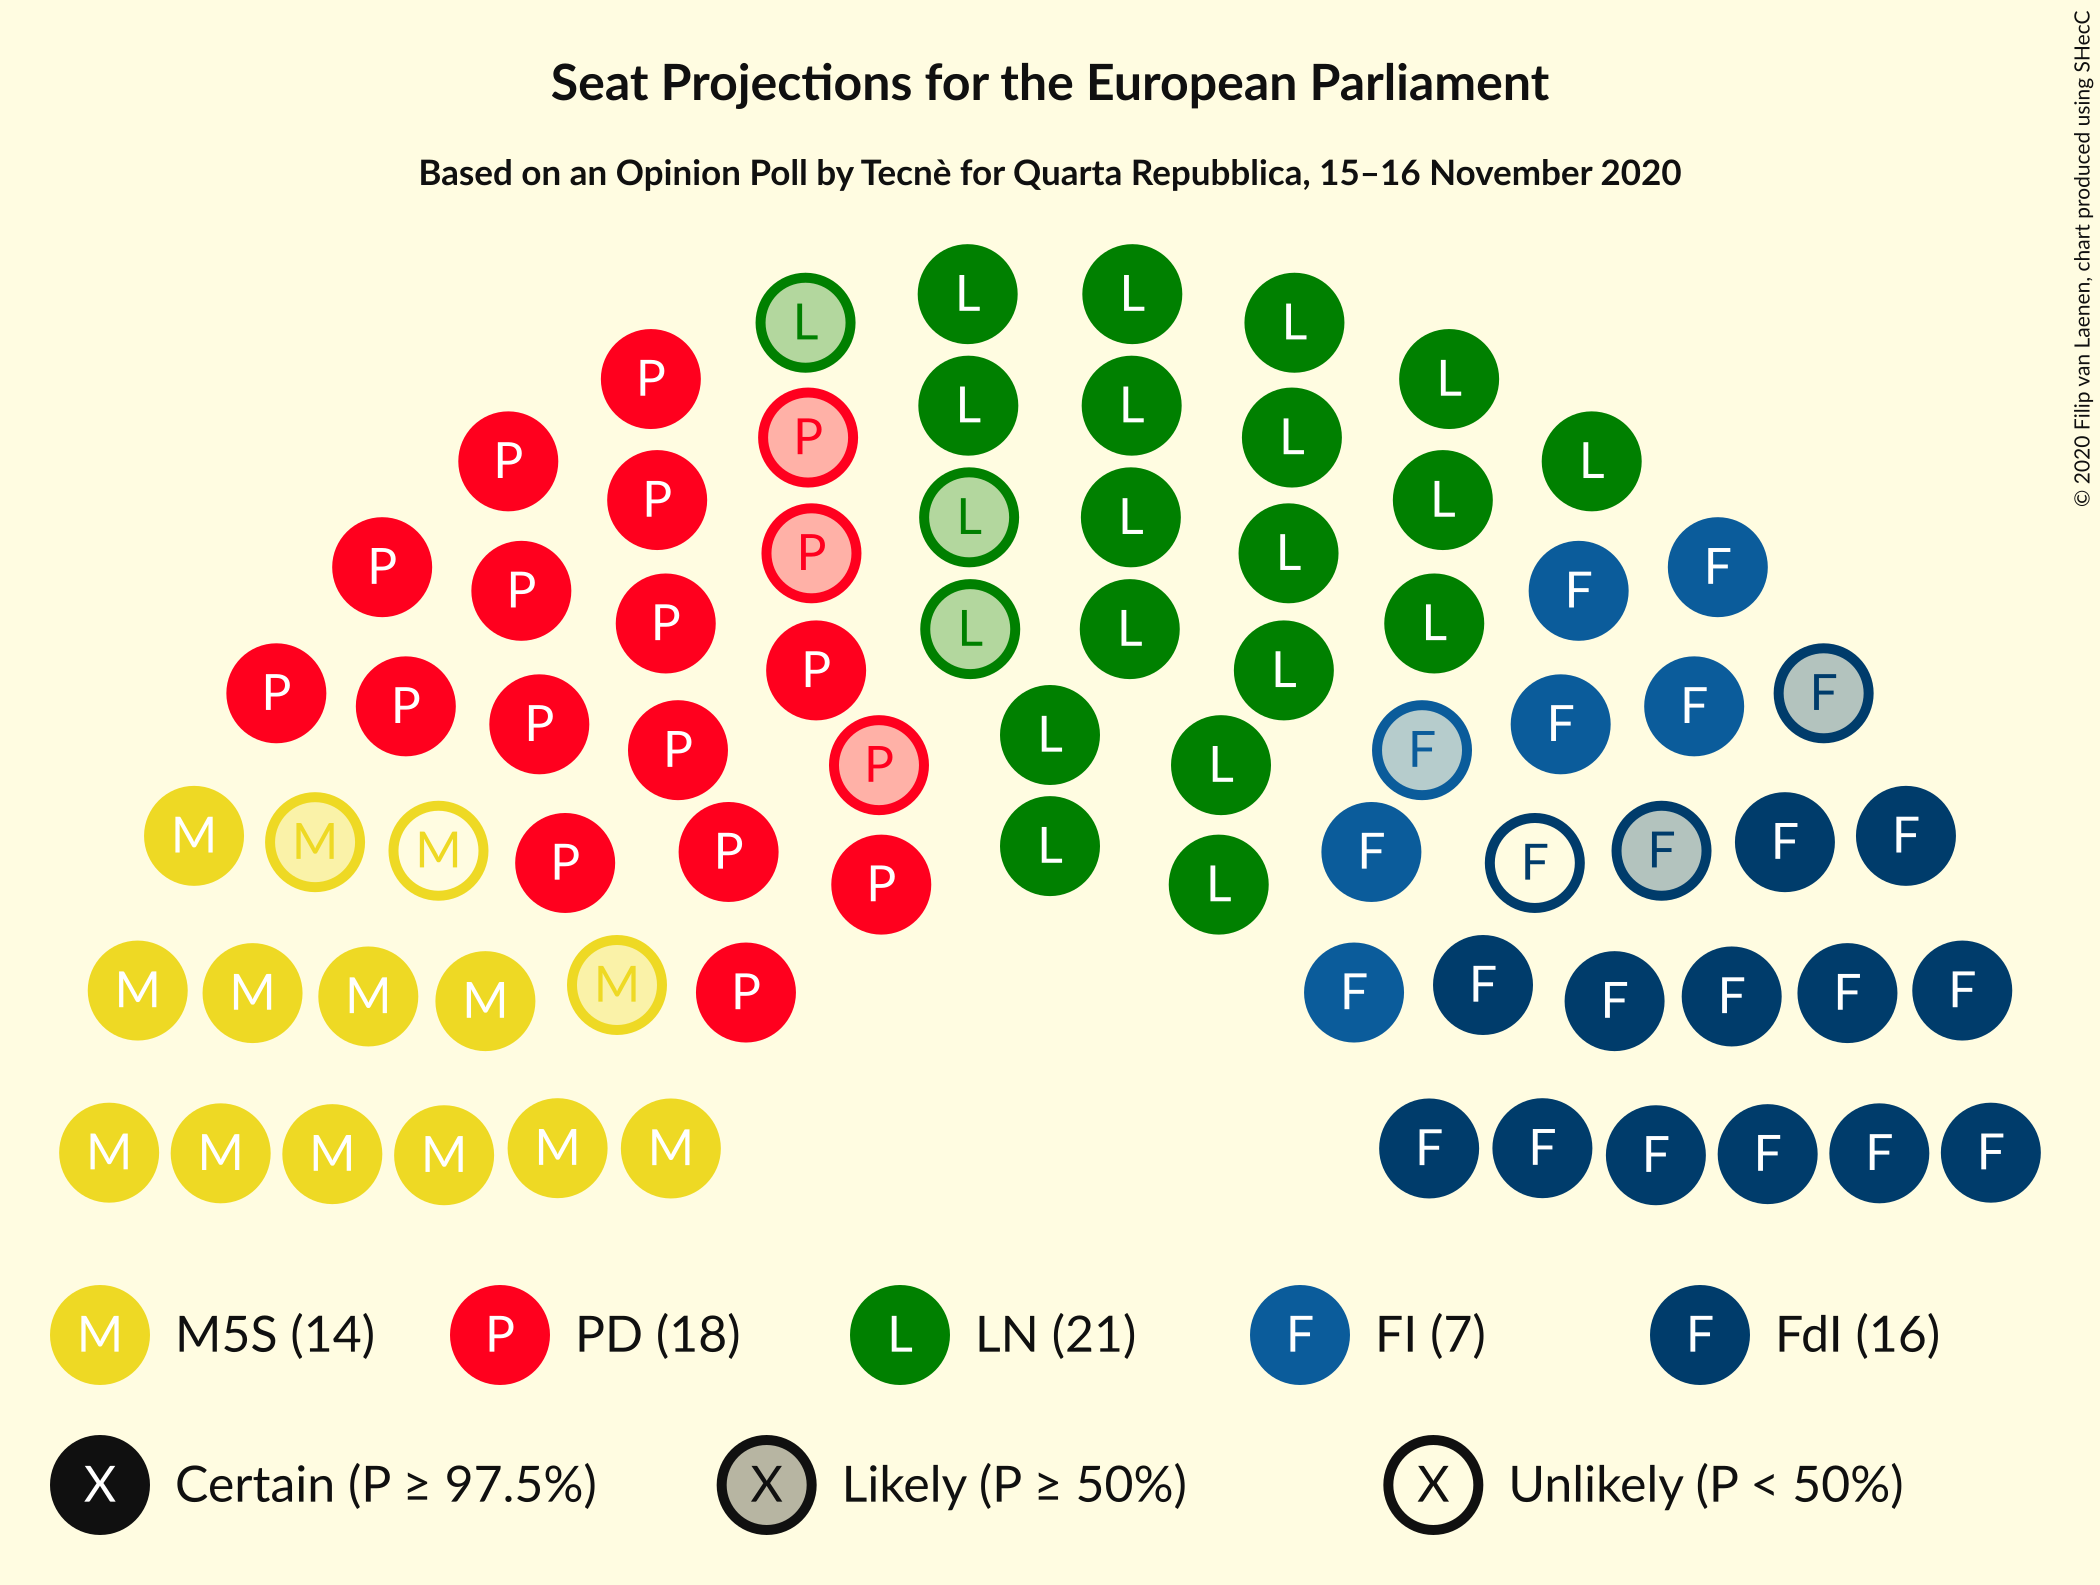 Seat Projections for the European Parliament
Based on an Opinion Poll by Tecnè for Quarta Repubblica, 15–16 November 2020
© 2020 Filip van Laenen, chart produced using SHecC
L L
L L
P L
L L
P P L L
P L
P P L L
P P L L
P F
P P L L F F
L L
P L
P P P F F F
P P L F F F
L
P L
M M M P P F F F F F
L
P L
M M M M M P F F F F F F
M M M M M M F F F F F F
M M5S (14) P PD (18) L LN (21) F FI (7) F FdI (16)
X Certain (P ≥ 97.5%) X Likely (P ≥ 50%) X Unlikely (P < 50%)